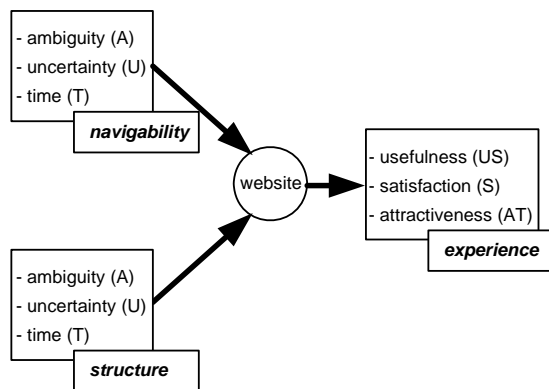 - ambiguity (A)
- uncertainty (U)
- time (T)
navigability
website
- usefulness (US)
- satisfaction (S)
- attractiveness (AT)
experience
- ambiguity (A)
- uncertainty (U)
- time (T)
structure